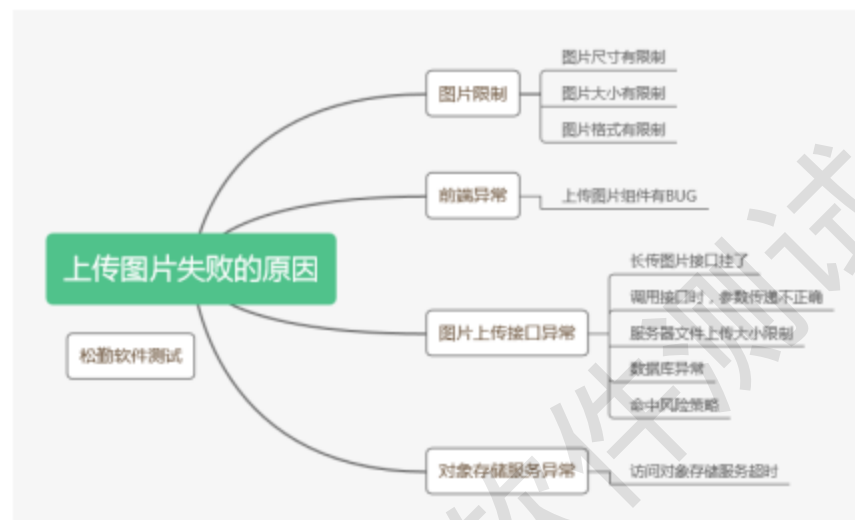 图片尺寸有限制
图片限制
图片大小有限制
图片格式有限制
前端异常
上传图片组件有BUG
上传图片失败的原因
长传图片接口挂了
调用接口时，参数传递不正确
图片上传接口异常
服务器文件上传大小限制
松勤软件测试
数据库异常
命中风险策略
对象存储服务异常
访问对象存储服务超时
软件测试